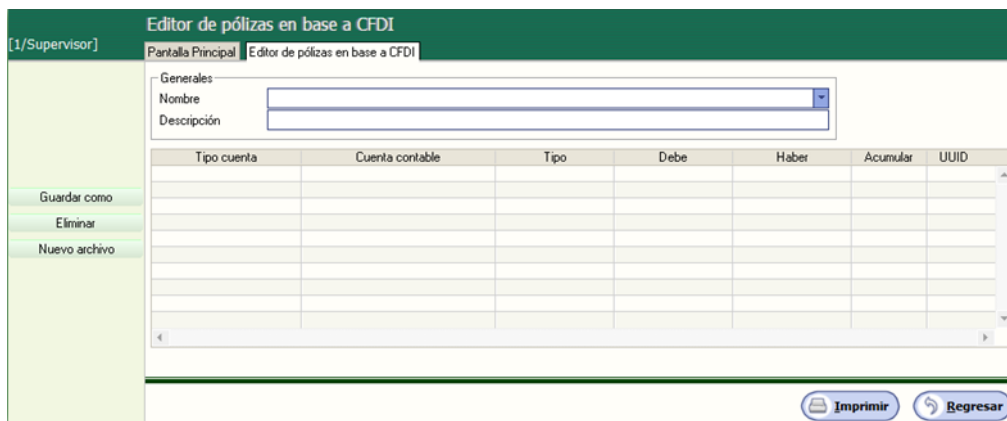 Editor de pólizas en base a CFDI
[1/Supervisor]
Pantalla Principal Editor de pólizas en base a CFDI
Generales
Nombre
Descripción
Tipo cuenta Cuenta contable Tipo Debe Haber Acumular UUID
Guardar como
Eliminar
Nuevo archivo
Imprimir Regresar